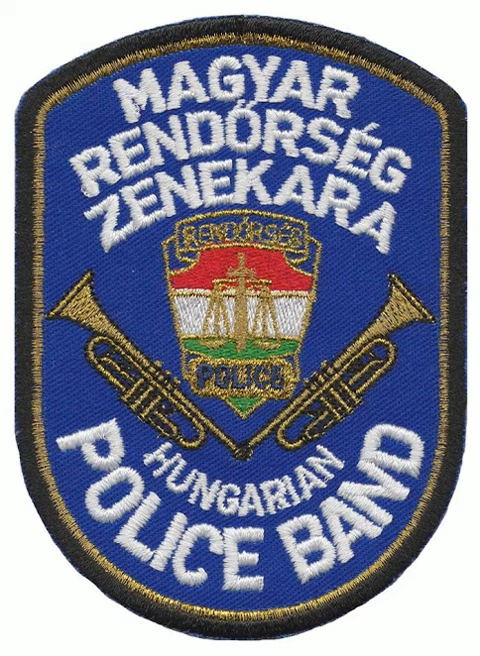 MAGYAR
RENDŐRSÉG
ZENEKARA
RENDŐRSÉG
POLICE
HUNGARIAN
POLICE BAND